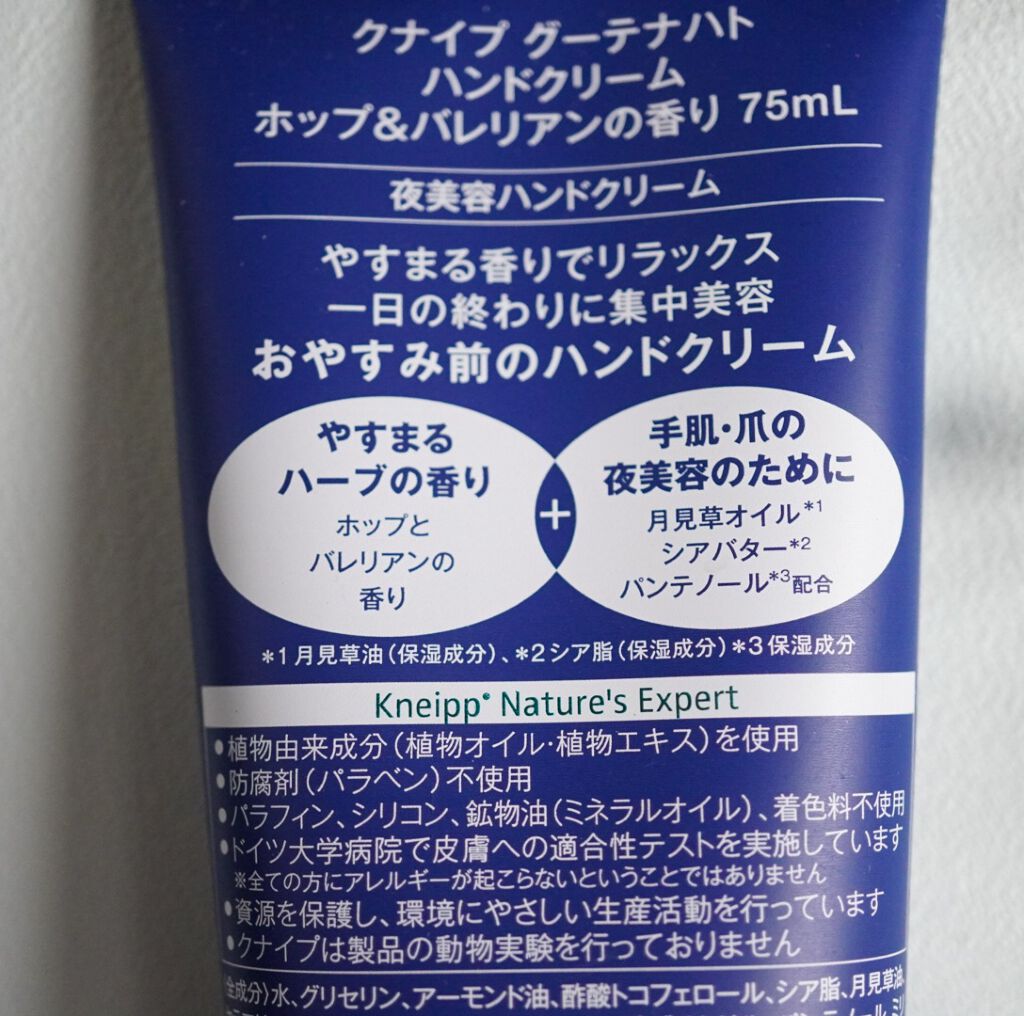 クナイプ グーテナハト
ハンドクリーム
ホップ&バレリアンの香り 75mL
夜美容ハンドクリーム
やすまる香りでリラックス
一日の終わりに集中美容
おやすみ前のハンドクリーム
やすまる
ハーブの香り
ホップと
バレリアンの
香り
+
手肌・爪の
夜美容のために
月見草オイル*1
シアバター*2
パンテノール*3配合
*1月見草油(保湿成分)、*2シア脂(保湿成分)*3保湿成分
Kneipp® Nature's Expert
•植物由来成分(植物オイル・植物エキス)を使用
•防腐剤(パラベン)不使用
•パラフィン、シリコン、鉱物油(ミネラルオイル)、着色料不使用
•ドイツ大学病院で皮膚への適合性テストを実施しています
※全ての方にアレルギーが起こらないということではありません
•資源を保護し、環境にやさしい生産活動を行っています
•クナイプは製品の動物実験を行っておりません
全成分〉水、グリセリン、アーモンド油、酢酸トコフェロール、シア脂、月見草油、